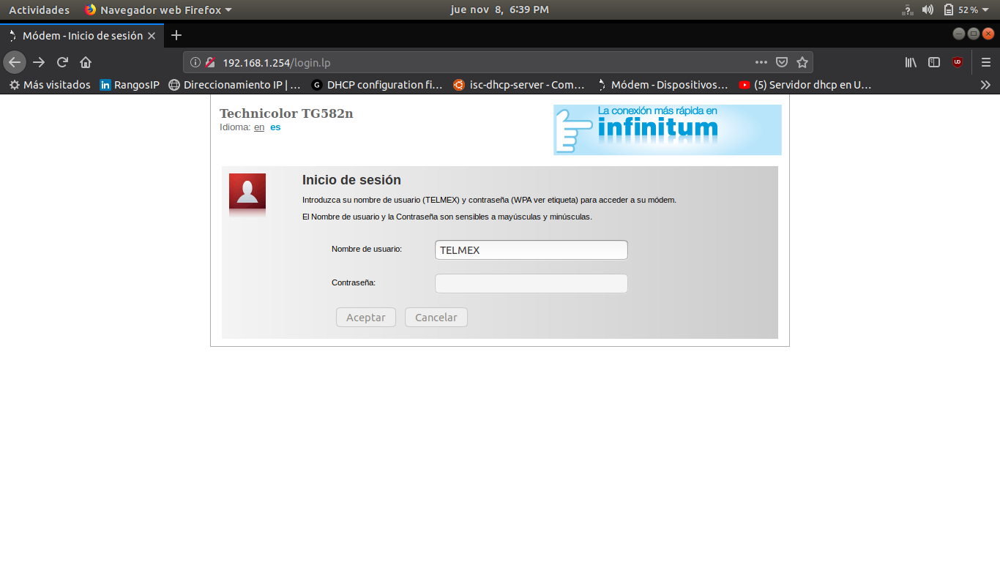 Actividades Navegador web Firefox jue nov 8, 6:39 PM 52%
Módem - Inicio de sesión
192.168.1.254/login.lp
Más visitados in RangosIP Direccionamiento IP | … G DHCP configuration fi… isc-dhcp-server - Com… Módem - Dispositivos… (5) Servidor dhcp en U…
Technicolor TG582n
Idioma: en es
La conexión más rápida en
infinitum
Inicio de sesión
Introduzca su nombre de usuario (TELMEX) y contraseña (WPA ver etiqueta) para acceder a su módem.
El Nombre de usuario y la Contraseña son sensibles a mayúsculas y minúsculas.
Nombre de usuario: TELMEX
Contraseña:
Aceptar Cancelar